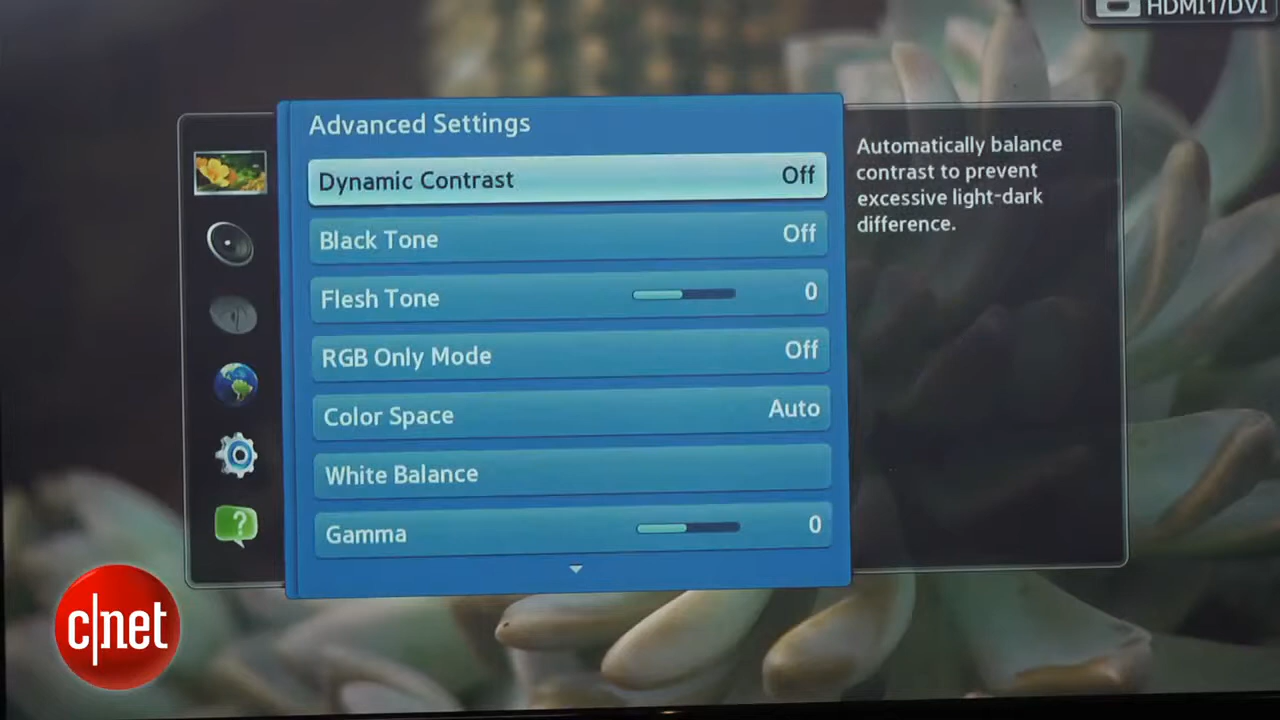 HDMI1/DVI
Advanced Settings
Dynamic Contrast Off
Black Tone Off
Flesh Tone 0
RGB Only Mode Off
Color Space Auto
White Balance
Gamma 0
Automatically balance
contrast to prevent
excessive light-dark
difference.
?
c|net